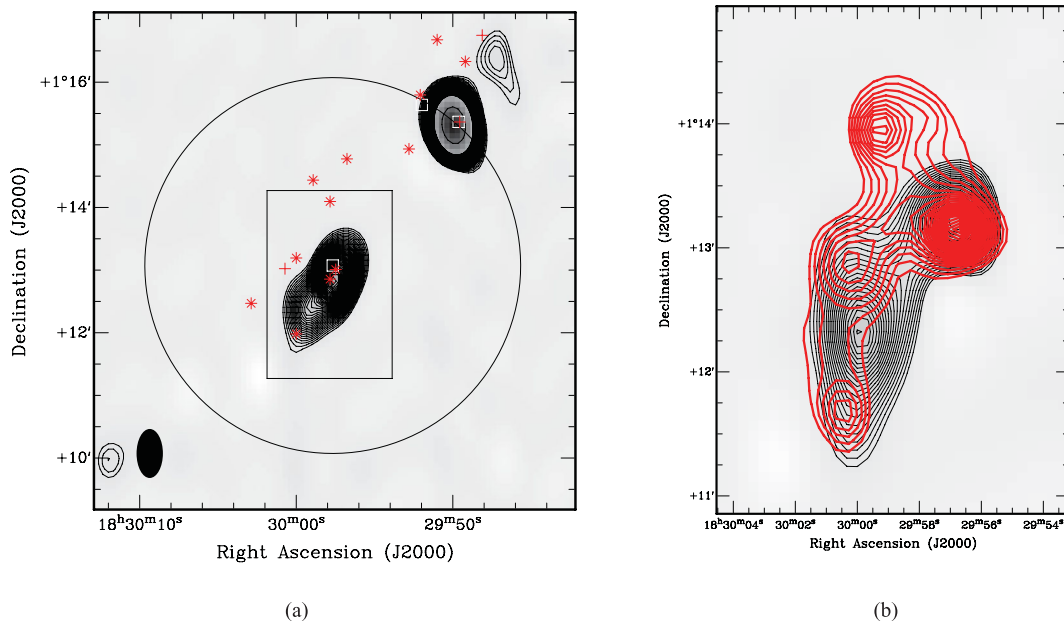 +1°16′
+1°14′
+14′
+13′
+12′
+12′
+10′
+11′
Declination (J2000)
Declination (J2000)
18ʰ30ᵐ10ˢ 30ᵐ00ˢ 29ᵐ50ˢ
18ʰ30ᵐ04ˢ 30ᵐ02ˢ 30ᵐ00ˢ 29ᵐ58ˢ 29ᵐ56ˢ 29ᵐ54ˢ
Right Ascension (J2000)
Right Ascension (J2000)
(a)
(b)